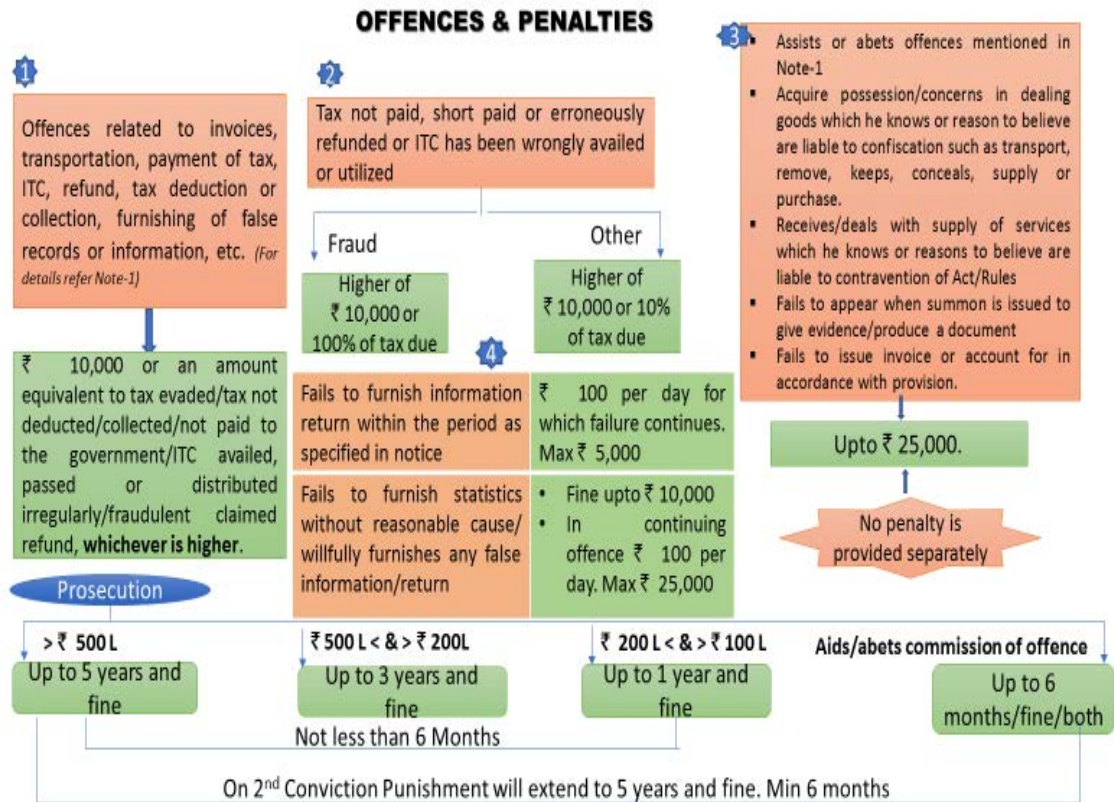 OFFENCES & PENALTIES
1
Offences related to invoices,
transportation, payment of tax,
ITC, refund, tax deduction or
collection, furnishing of false
records or information, etc. (For
details refer Note-1)
₹ 10,000 or an amount
equivalent to tax evaded/tax not
deducted/collected/not paid to
the government/ITC availed,
passed or distributed
irregularly/fraudulent claimed
refund, whichever is higher.
2
Tax not paid, short paid or erroneously
refunded or ITC has been wrongly availed
or utilized
Fraud
Other
Higher of
₹ 10,000 or
100% of tax due
Higher of
₹ 10,000 or 10%
of tax due
3
▪ Assists or abets offences mentioned in
Note-1
▪ Acquire possession/concerns in dealing
goods which he knows or reason to believe
are liable to confiscation such as transport,
remove, keeps, conceals, supply or
purchase.
▪ Receives/deals with supply of services
which he knows or reasons to believe are
liable to contravention of Act/Rules
▪ Fails to appear when summon is issued to
give evidence/produce a document
▪ Fails to issue invoice or account for in
accordance with provision.
Upto ₹ 25,000.
No penalty is
provided separately
4
Fails to furnish information
return within the period as
specified in notice
₹ 100 per day for
which failure continues.
Max ₹ 5,000
Fails to furnish statistics
without reasonable cause/
willfully furnishes any false
information/return
• Fine upto ₹ 10,000
• In continuing
offence ₹ 100 per
day. Max ₹ 25,000
Prosecution
> ₹ 500 L
Up to 5 years and
fine
₹ 500 L < & > ₹ 200L
Up to 3 years and
fine
₹ 200 L < & > ₹ 100 L
Up to 1 year and
fine
Aids/abets commission of offence
Up to 6
months/fine/both
Not less than 6 Months
On 2nd Conviction Punishment will extend to 5 years and fine. Min 6 months